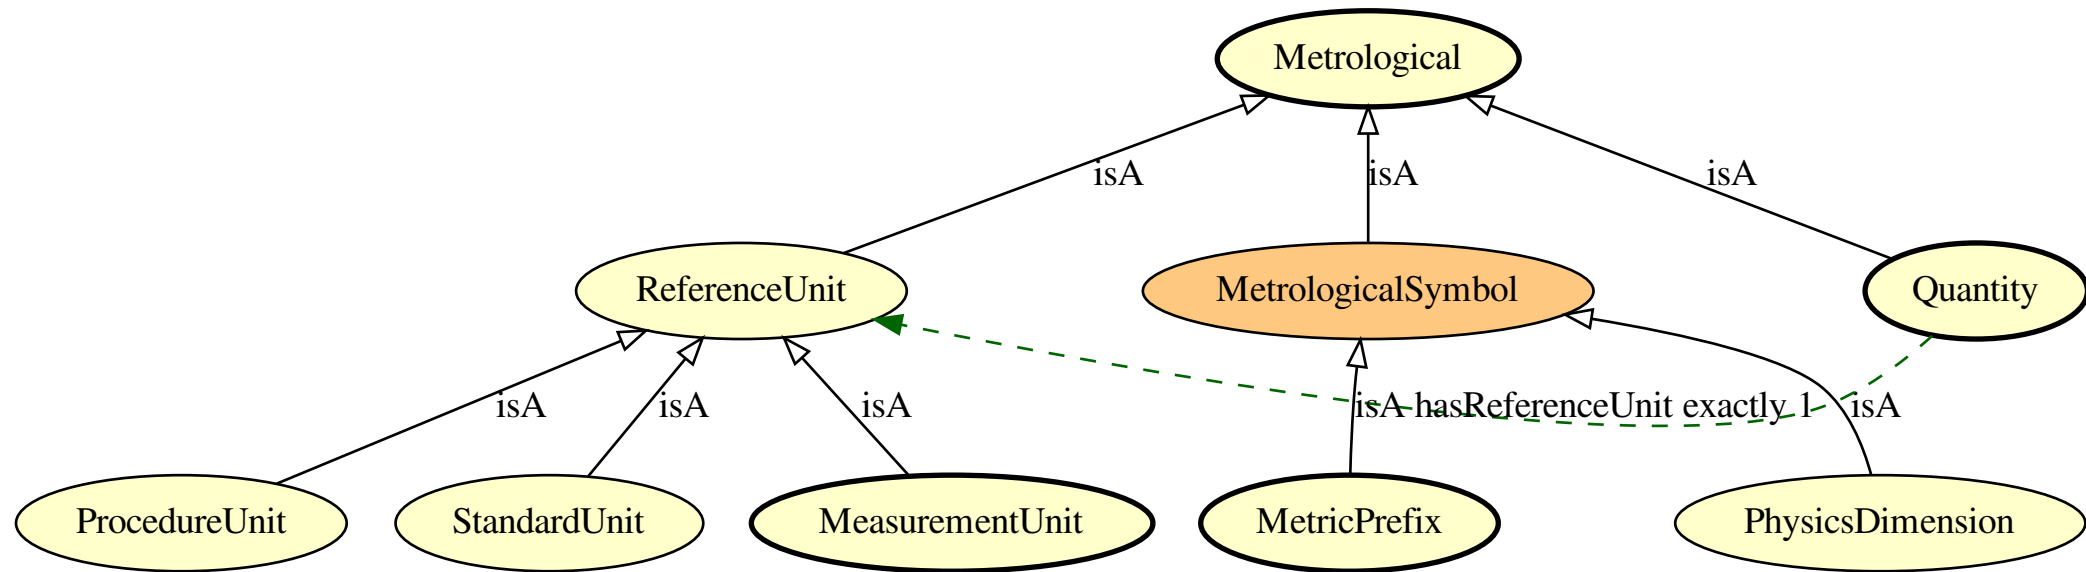 Metrological
isA
isA
isA
ReferenceUnit
MetrologicalSymbol
Quantity
isA
isA
isA
isA
hasReferenceUnit exactly 1
isA
ProcedureUnit
StandardUnit
MeasurementUnit
MetricPrefix
PhysicsDimension